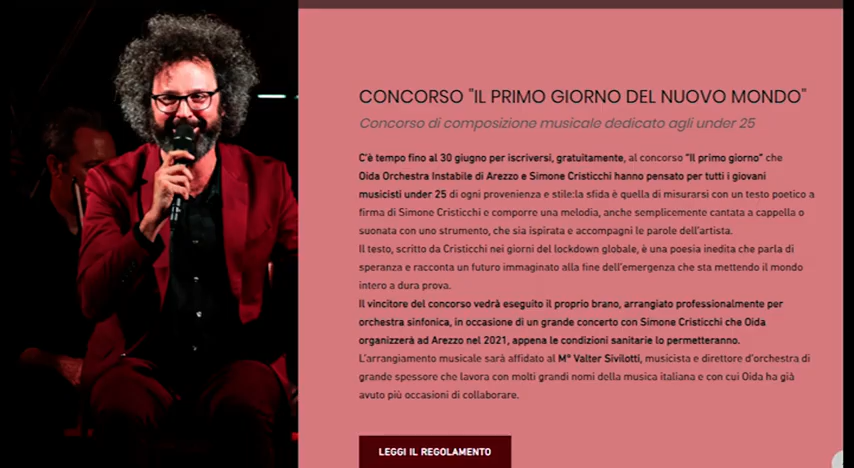 CONCORSO "IL PRIMO GIORNO DEL NUOVO MONDO"
Concorso di composizione musicale dedicato agli under 25
C'è tempo fino al 30 giugno per iscriversi, gratuitamente, al concorso "Il primo giorno" che
Oida Orchestra Instabile di Arezzo e Simone Cristicchi hanno pensato per tutti i giovani
musicisti under 25 di ogni provenienza e stile:la sfida è quella di misurarsi con un testo poetico a
firma di Simone Cristicchi e comporre una melodia, anche semplicemente cantata a cappella o
suonata con uno strumento, che sia ispirata e accompagni le parole dell'artista.
Il testo, scritto da Cristicchi nei giorni del lockdown globale, è una poesia inedita che parla di
speranza e racconta un futuro immaginato alla fine dell'emergenza che sta mettendo il mondo
intero a dura prova.
Il vincitore del concorso vedrà eseguito il proprio brano, arrangiato professionalmente per
orchestra sinfonica, in occasione di un grande concerto con Simone Cristicchi che Oida
organizzerà ad Arezzo nel 2021, appena le condizioni sanitarie lo permetteranno.
L'arrangiamento musicale sarà affidato al M° Valter Sivilotti, musicista e direttore d'orchestra di
grande spessore che lavora con molti grandi nomi della musica italiana e con cui Oida ha già
avuto più occasioni di collaborare.
LEGGI IL REGOLAMENTO